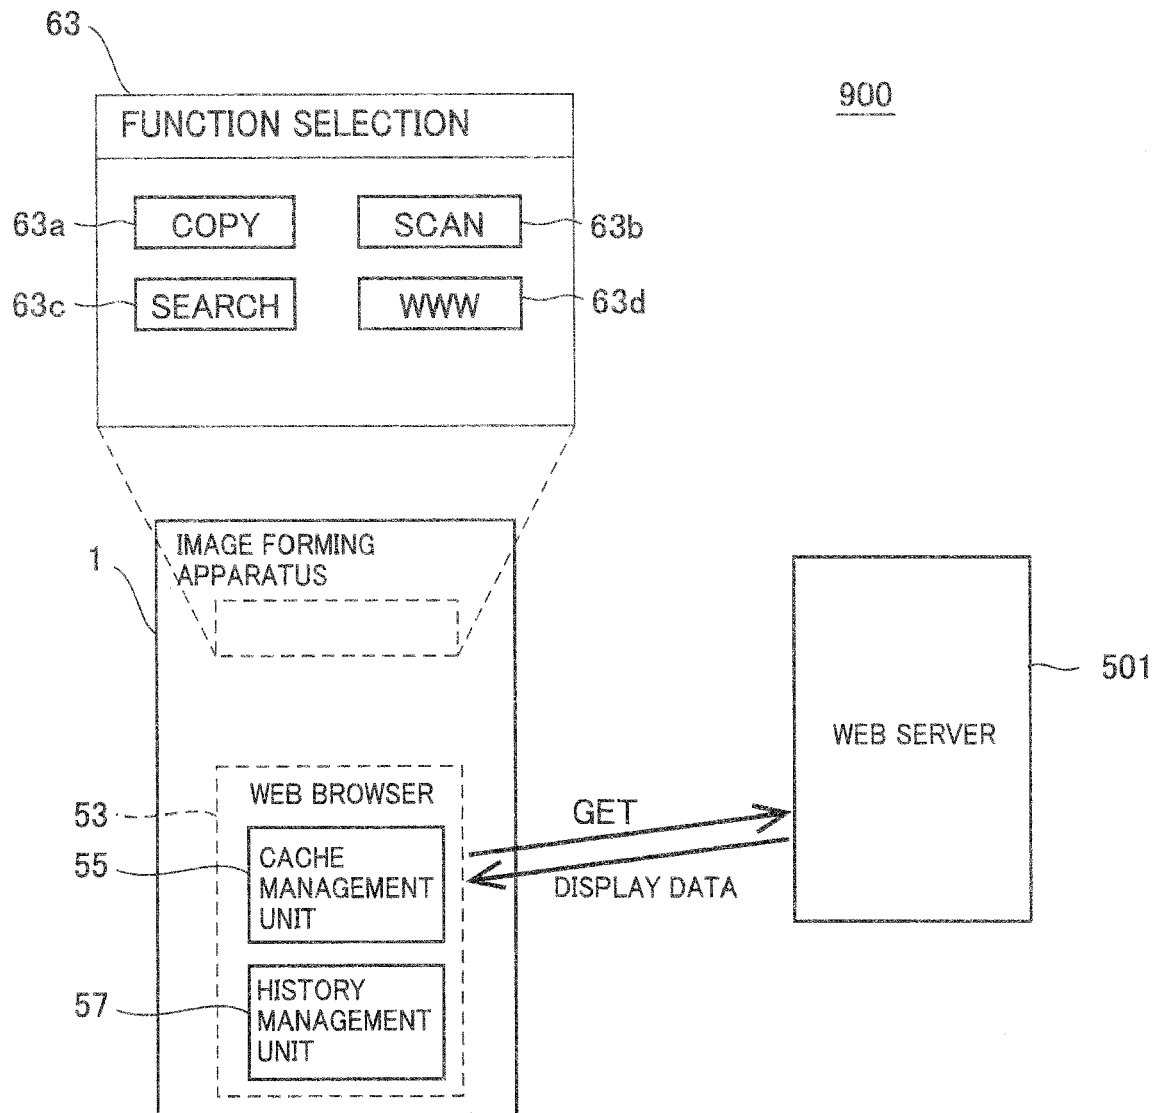 63
900
FUNCTION SELECTION
63a
COPY
SCAN
63b
63c
SEARCH
WWW
63d
1
IMAGE FORMING
APPARATUS
501
WEB SERVER
WEB BROWSER
53
GET
55
CACHE
MANAGEMENT
UNIT
DISPLAY DATA
57
HISTORY
MANAGEMENT
UNIT